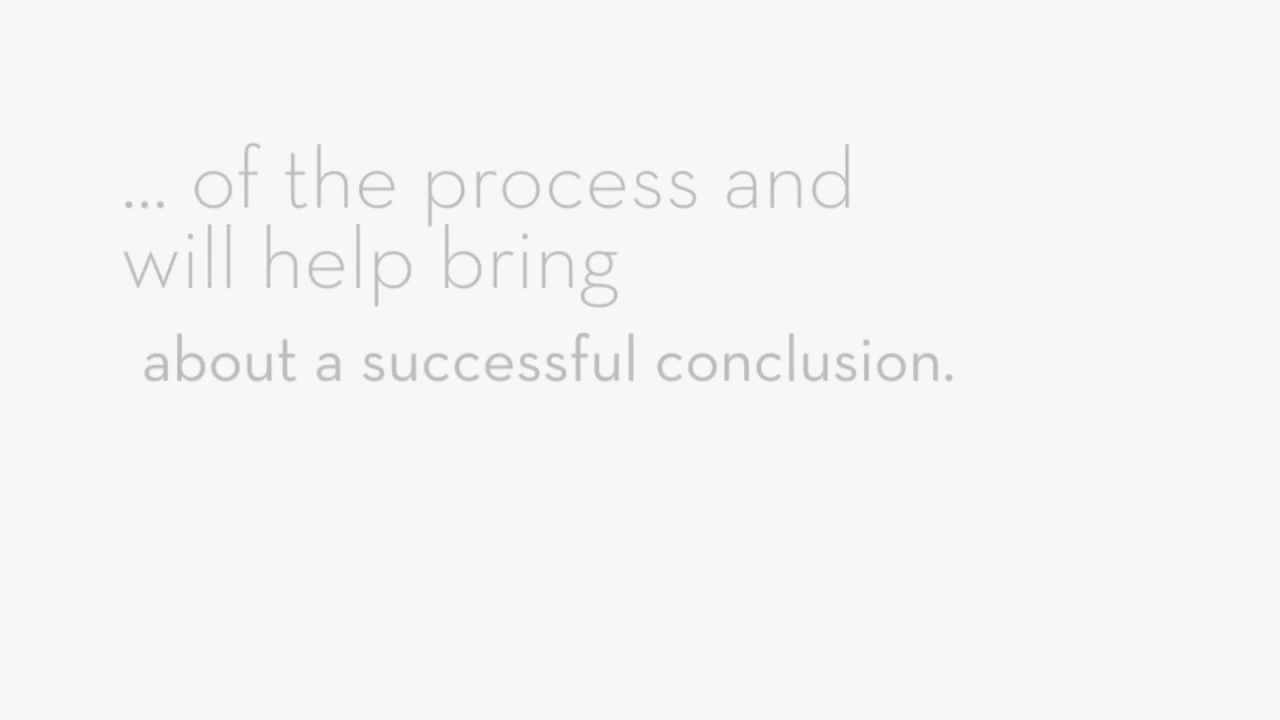 ... of the process and
will help bring
about a successful conclusion.